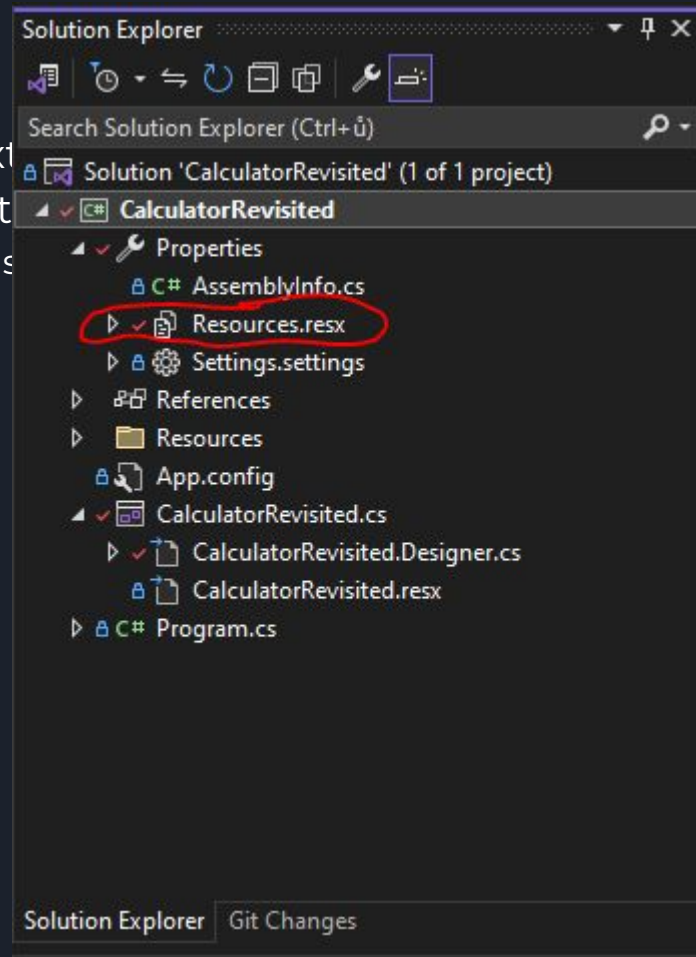 Solution Explorer
Search Solution Explorer (Ctrl+ů)
Solution 'CalculatorRevisited' (1 of 1 project)
C# CalculatorRevisited
Properties
C# AssemblyInfo.cs
Resources.resx
Settings.settings
References
Resources
App.config
CalculatorRevisited.cs
CalculatorRevisited.Designer.cs
CalculatorRevisited.resx
C# Program.cs
Solution Explorer Git Changes